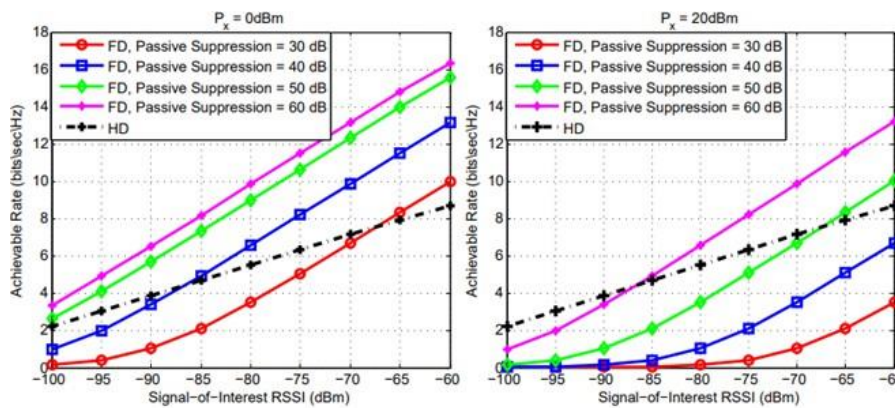 P_x = 0dBm
18
16
14
12
10
8
6
4
2
0
Achievable Rate (bits\sec\Hz)
FD, Passive Suppression = 30 dB
FD, Passive Suppression = 40 dB
FD, Passive Suppression = 50 dB
FD, Passive Suppression = 60 dB
HD
−100 −95 −90 −85 −80 −75 −70 −65 −60
Signal-of-Interest RSSI (dBm)
P_x = 20dBm
18
16
14
12
10
8
6
4
2
0
Achievable Rate (bits\sec\Hz)
FD, Passive Suppression = 30 dB
FD, Passive Suppression = 40 dB
FD, Passive Suppression = 50 dB
FD, Passive Suppression = 60 dB
HD
−100 −95 −90 −85 −80 −75 −70 −65
Signal-of-Interest RSSI (dBm)